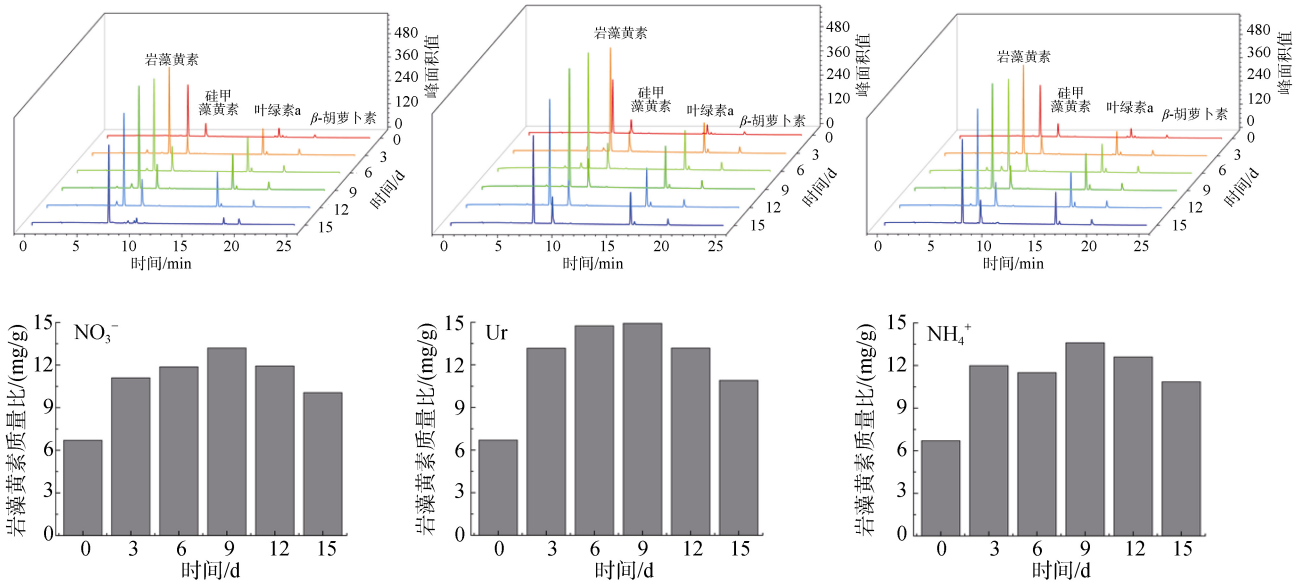 480
360
240
120
0
峰面积值
岩藻黄素
硅甲
藻黄素
叶绿素a
β-胡萝卜素
3
6
9
12
15
时间/d
0 5 10 15 20 25
时间/min
480
360
240
120
0
峰面积值
岩藻黄素
硅甲
藻黄素
叶绿素a
β-胡萝卜素
3
6
9
12
15
时间/d
0 5 10 15 20 25
时间/min
480
360
240
120
0
峰面积值
岩藻黄素
硅甲
藻黄素
叶绿素a
β-胡萝卜素
3
6
9
12
15
时间/d
0 5 10 15 20 25
时间/min
岩藻黄素质量比/(mg/g)
15
12
9
6
3
0
NO₃⁻
0 3 6 9 12 15
时间/d
岩藻黄素质量比/(mg/g)
15
12
9
6
3
0
Ur
0 3 6 9 12 15
时间/d
岩藻黄素质量比/(mg/g)
15
12
9
6
3
0
NH₄⁺
0 3 6 9 12 15
时间/d